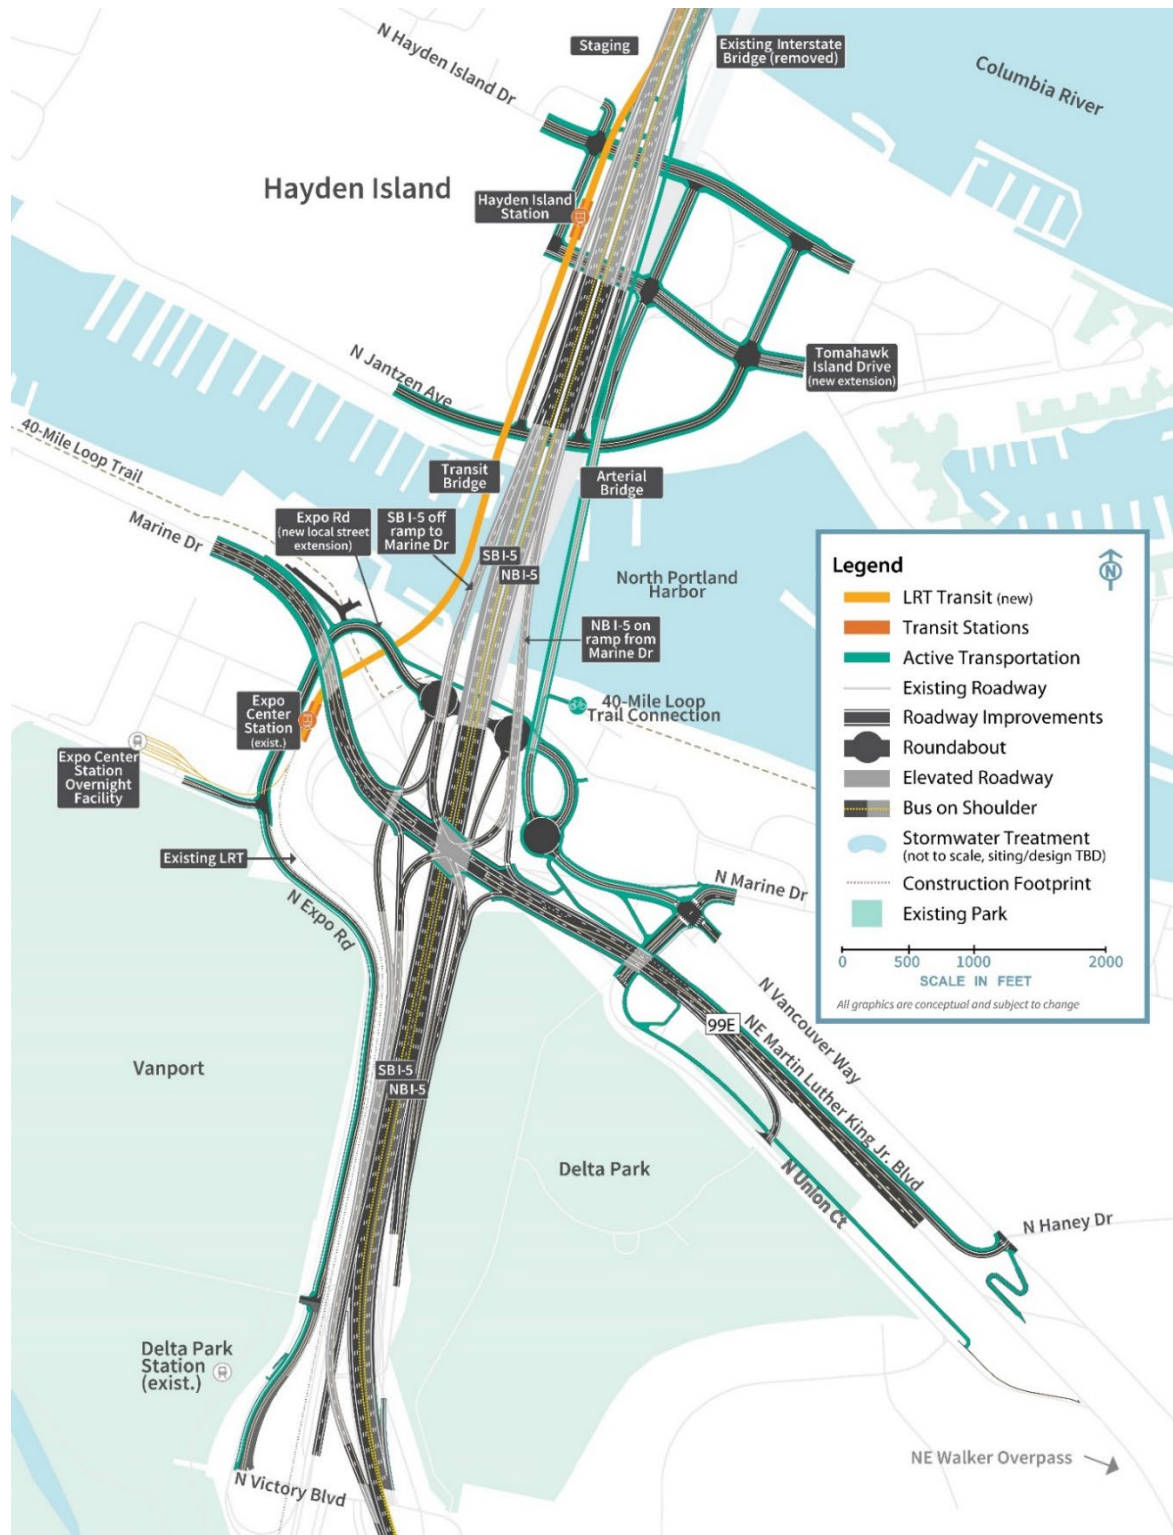 N Hayden Island Dr
Staging
Existing Interstate
Bridge (removed)
Columbia River
Hayden Island
Hayden Island
Station
N Jantzen Ave
Tomahawk
Island Drive
(new extension)
40-Mile Loop Trail
Transit
Bridge
Arterial
Bridge
Marine Dr
Expo Rd
(new local street
extension)
SB I-5 off
ramp to
Marine Dr
SB I-5
NB I-5
North Portland
Harbor
NB I-5 on
ramp from
Marine Dr
Expo
Center
Station
(exist.)
40-Mile Loop
Trail Connection
Expo Center
Station
Overnight
Facility
Existing LRT
N Expo Rd
N Marine Dr
N Vancouver Way
99E
NE Martin Luther King Jr. Blvd
Vanport
SB I-5
NB I-5
Delta Park
N Union Ct
N Haney Dr
Delta Park
Station
(exist.)
N Victory Blvd
NE Walker Overpass
Legend
N
LRT Transit (new)
Transit Stations
Active Transportation
Existing Roadway
Roadway Improvements
Roundabout
Elevated Roadway
Bus on Shoulder
Stormwater Treatment
(not to scale, siting/design TBD)
Construction Footprint
Existing Park
0 500 1000 2000
SCALE IN FEET
All graphics are conceptual and subject to change